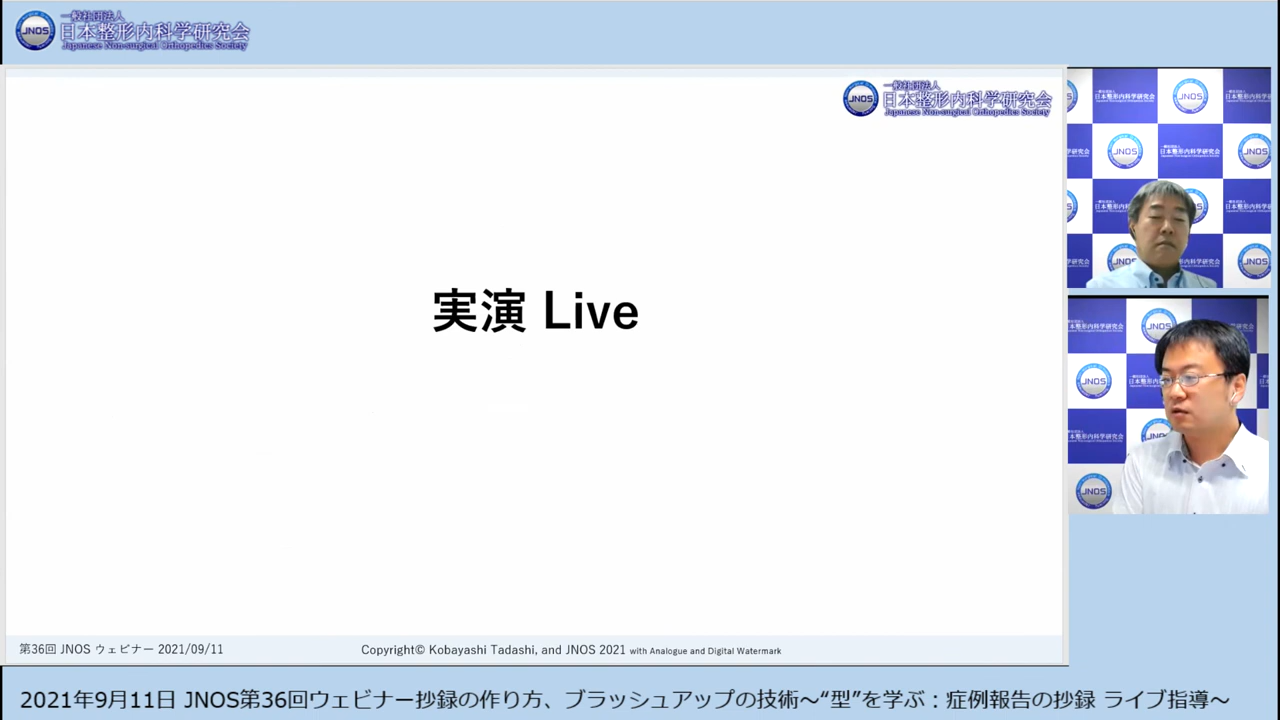 JNOS
一般社団法人
日本整形内科学研究会
Japanese Non-surgical Orthopedics Society
JNOS
一般社団法人
日本整形内科学研究会
Japanese Non-surgical Orthopedics Society
実演 Live
第36回 JNOS ウェビナー 2021/09/11
Copyright© Kobayashi Tadashi, and JNOS 2021 with Analogue and Digital Watermark
2021年9月11日 JNOS第36回ウェビナー抄録の作り方、ブラッシュアップの技術～“型”を学ぶ：症例報告の抄録 ライブ指導～